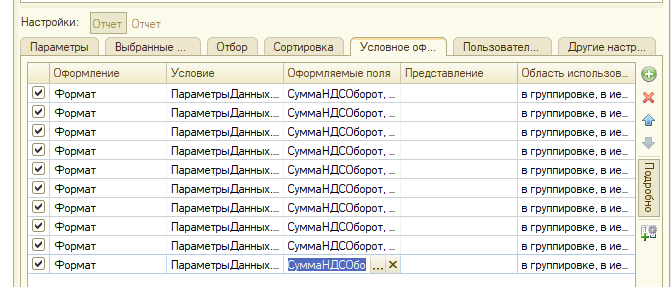 Настройки: Отчет Отчет
Параметры Выбранные ... Отбор Сортировка Условное оф... Пользовател... Другие настр...
Оформление Условие Оформляемые поля Представление Область использов...
Формат ПараметрыДанных.... СуммаНДСОборот, ... в группировке, в ие...
Формат ПараметрыДанных.... СуммаНДСОборот, ... в группировке, в ие...
Формат ПараметрыДанных.... СуммаНДСОборот, ... в группировке, в ие...
Формат ПараметрыДанных.... СуммаНДСОборот, ... в группировке, в ие...
Формат ПараметрыДанных.... СуммаНДСОборот, ... в группировке, в ие...
Формат ПараметрыДанных.... СуммаНДСОборот, ... в группировке, в ие...
Формат ПараметрыДанных.... СуммаНДСОборот, ... в группировке, в ие...
Формат ПараметрыДанных.... СуммаНДСОборот, ... в группировке, в ие...
Формат ПараметрыДанных.... СуммаНДСОборот, ... в группировке, в ие...
Формат ПараметрыДанных.... СуммаНДСОбо ... в группировке, в ие...
Подробно